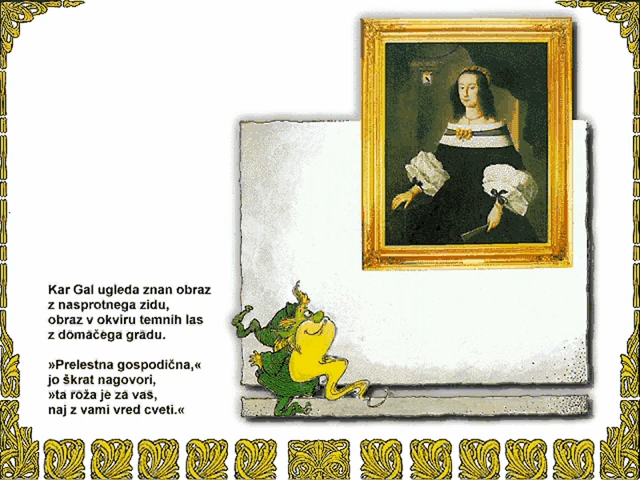 Kar Gal ugleda znan obraz
z nasprotnega zidu,
obraz v okviru temnih las
z domačega gradu.
»Prelestna gospodična,«
jo škrat nagovori,
»ta roža je za vas,
naj z vami vred cveti.«